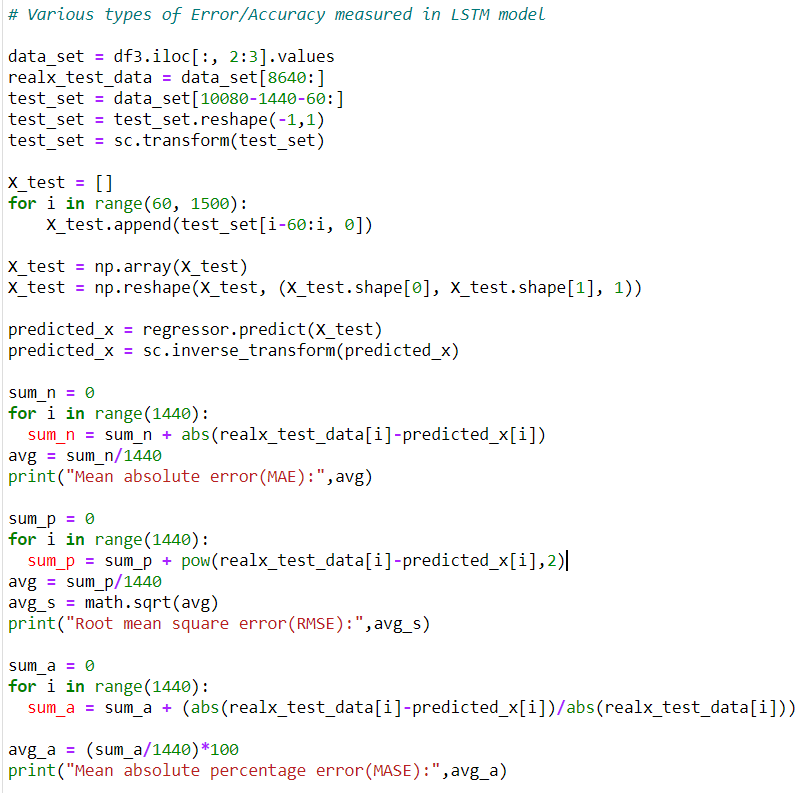 # Various types of Error/Accuracy measured in LSTM model
data_set = df3.iloc[:, 2:3].values
realx_test_data = data_set[8640:]
test_set = data_set[10080-1440-60:]
test_set = test_set.reshape(-1,1)
test_set = sc.transform(test_set)
X_test = []
for i in range(60, 1500):
    X_test.append(test_set[i-60:i, 0])
X_test = np.array(X_test)
X_test = np.reshape(X_test, (X_test.shape[0], X_test.shape[1], 1))
predicted_x = regressor.predict(X_test)
predicted_x = sc.inverse_transform(predicted_x)
sum_n = 0
for i in range(1440):
  sum_n = sum_n + abs(realx_test_data[i]-predicted_x[i])
avg = sum_n/1440
print("Mean absolute error(MAE):",avg)
sum_p = 0
for i in range(1440):
  sum_p = sum_p + pow(realx_test_data[i]-predicted_x[i],2)
avg = sum_p/1440
avg_s = math.sqrt(avg)
print("Root mean square error(RMSE):",avg_s)
sum_a = 0
for i in range(1440):
  sum_a = sum_a + (abs(realx_test_data[i]-predicted_x[i])/abs(realx_test_data[i]))
avg_a = (sum_a/1440)*100
print("Mean absolute percentage error(MASE):",avg_a)